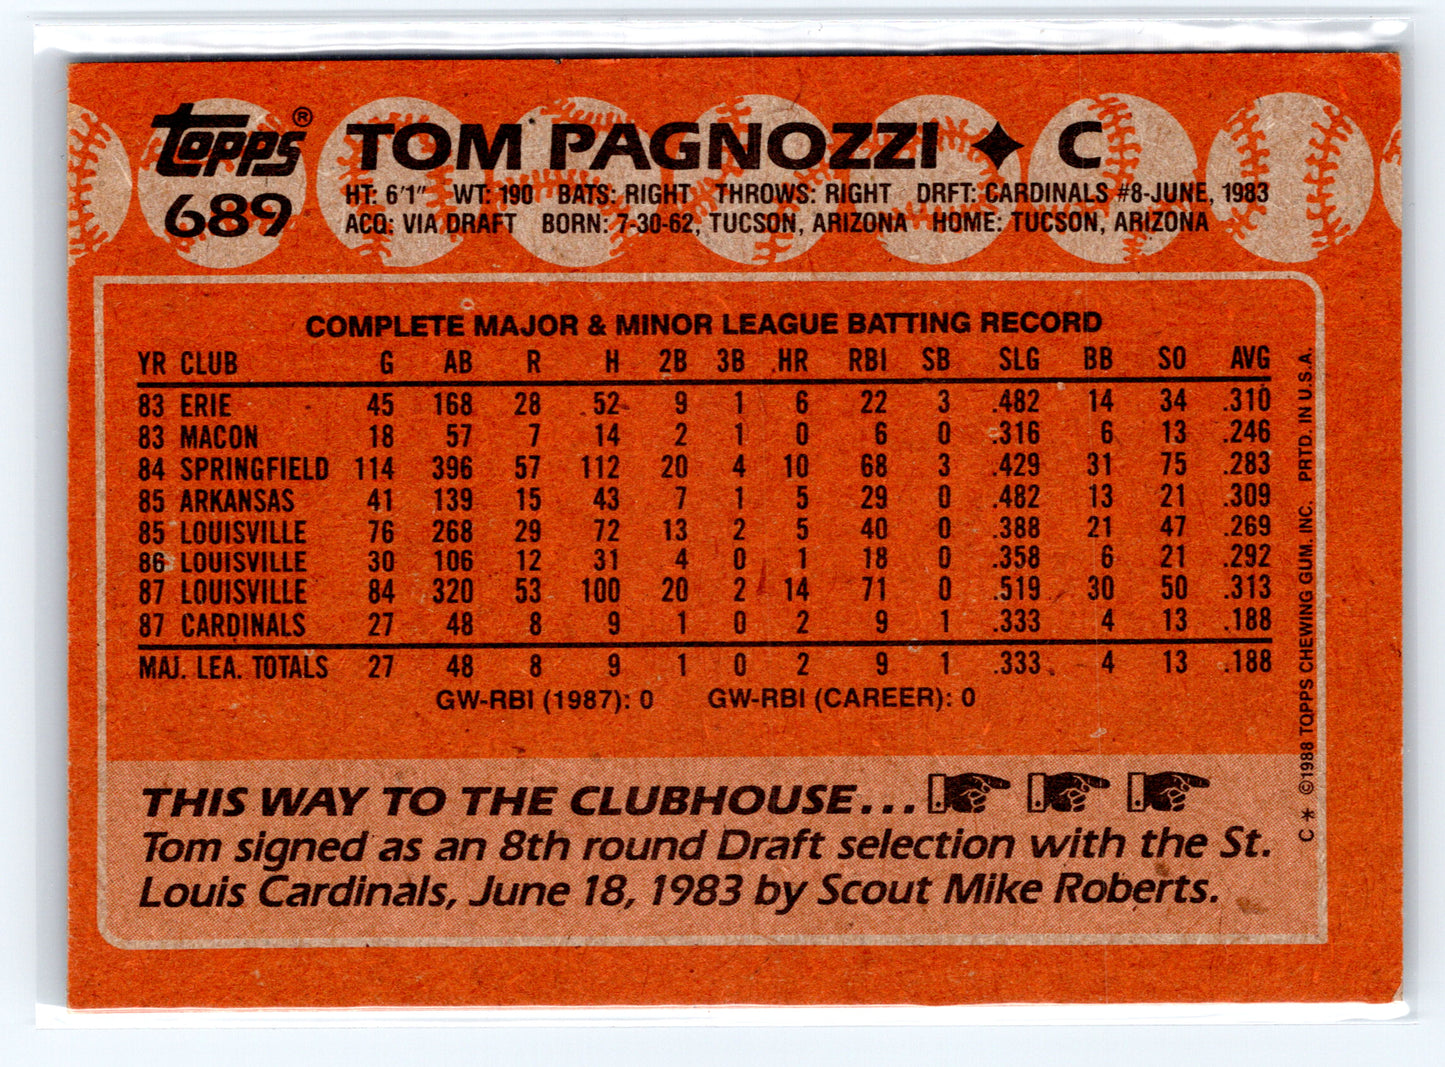 Topps®
689
TOM PAGNOZZI ✦ C
HT: 6'1" WT: 190 BATS: RIGHT THROWS: RIGHT DRFT: CARDINALS #8-JUNE, 1983
ACQ: VIA DRAFT BORN: 7-30-62, TUCSON, ARIZONA HOME: TUCSON, ARIZONA
COMPLETE MAJOR & MINOR LEAGUE BATTING RECORD
YR CLUB G AB R H 2B 3B HR RBI SB SLG BB SO AVG
83 ERIE 45 168 28 52 9 1 6 22 3 .482 14 34 .310
83 MACON 18 57 7 14 2 1 0 6 0 .316 6 13 .246
84 SPRINGFIELD 114 396 57 112 20 4 10 68 3 .429 31 75 .283
85 ARKANSAS 41 139 15 43 7 1 5 29 0 .482 13 21 .309
85 LOUISVILLE 76 268 29 72 13 2 5 40 0 .388 21 47 .269
86 LOUISVILLE 30 106 12 31 4 0 1 18 0 .358 6 21 .292
87 LOUISVILLE 84 320 53 100 20 2 14 71 0 .519 30 50 .313
87 CARDINALS 27 48 8 9 1 0 2 9 1 .333 4 13 .188
MAJ. LEA. TOTALS 27 48 8 9 1 0 2 9 1 .333 4 13 .188
GW-RBI (1987): 0 GW-RBI (CAREER): 0
THIS WAY TO THE CLUBHOUSE...
Tom signed as an 8th round Draft selection with the St.
Louis Cardinals, June 18, 1983 by Scout Mike Roberts.
C * ©1988 TOPPS CHEWING GUM, INC. PRTD. IN U.S.A.